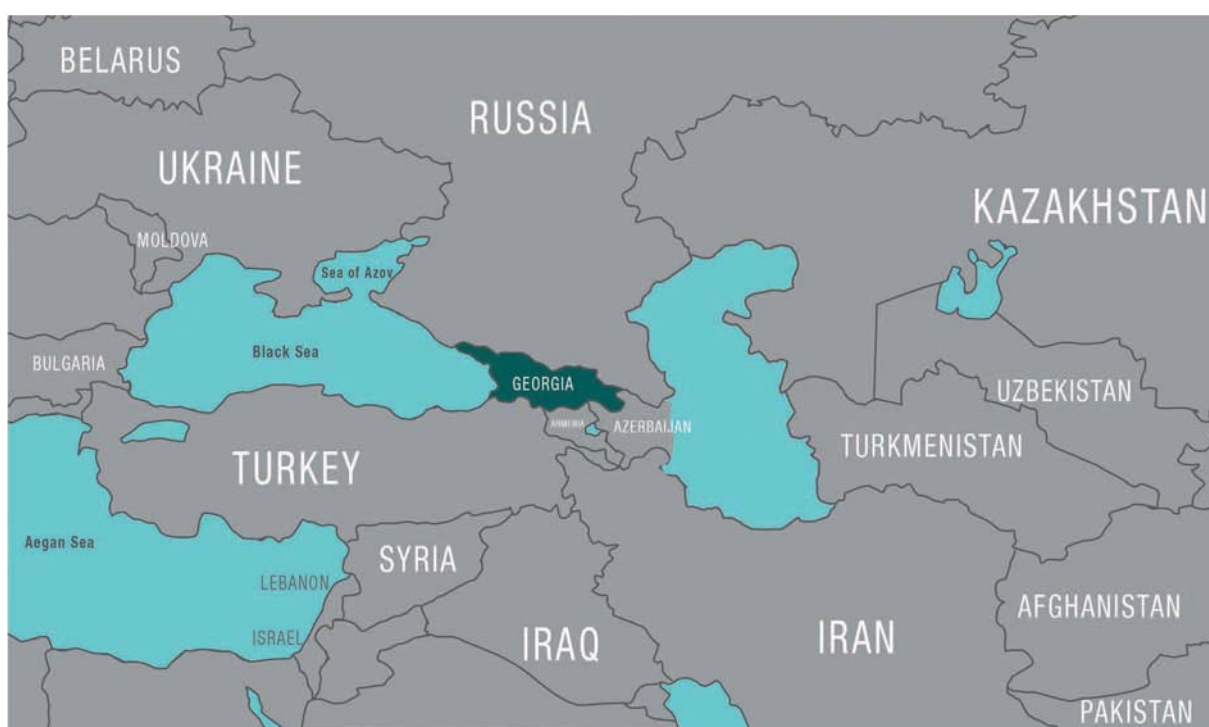 BELARUS
RUSSIA
UKRAINE
KAZAKHSTAN
MOLDOVA
Sea of Azov
Black Sea
BULGARIA
GEORGIA
UZBEKISTAN
ARMENIA
AZERBAIJAN
TURKMENISTAN
TURKEY
Aegan Sea
SYRIA
LEBANON
AFGHANISTAN
ISRAEL
IRAQ
IRAN
PAKISTAN